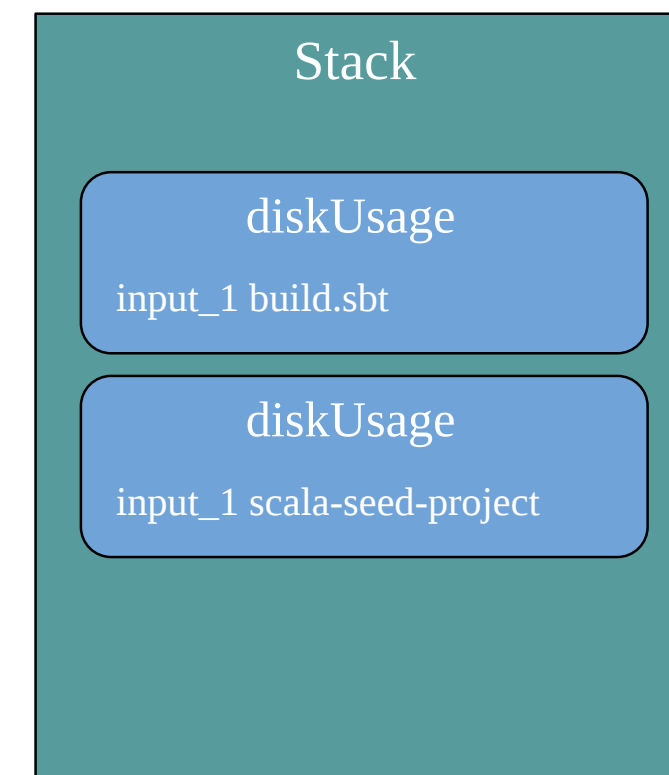 Stack
diskUsage
input_1 build.sbt
diskUsage
input_1 scala-seed-project